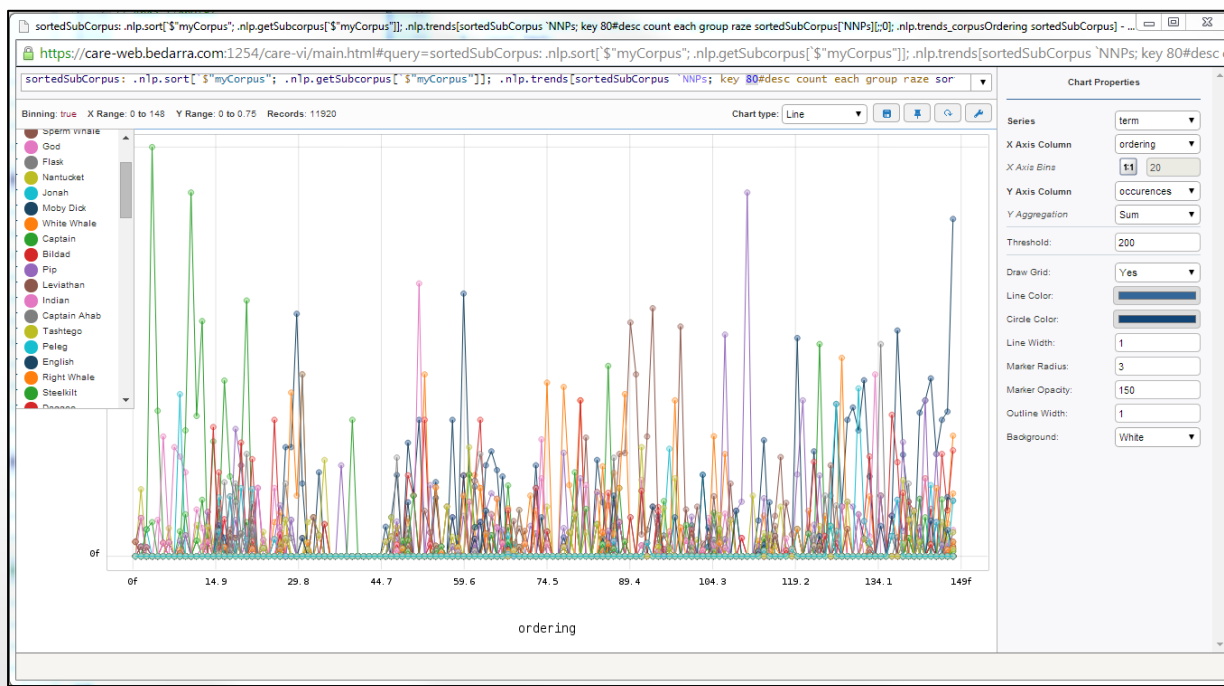 sortedSubCorpus: .nlp.sort[`$"myCorpus"; .nlp.getSubcorpus[`$"myCorpus"]]; .nlp.trends[sortedSubCorpus `NNPs; key 80#desc count each group raze sortedSubCorpus[`NNPs][;;0]; .nlp.trends_corpusOrdering sortedSubCorpus] - ...
https://care-web.bedarra.com:1254/care-vi/main.html#query=sortedSubCorpus: .nlp.sort[`$"myCorpus"; .nlp.getSubcorpus[`$"myCorpus"]]; .nlp.trends[sortedSubCorpus `NNPs; key 80#desc
sortedSubCorpus: .nlp.sort[`$"myCorpus"; .nlp.getSubcorpus[`$"myCorpus"]]; .nlp.trends[sortedSubCorpus `NNPs; key 80#desc count each group raze sor
Binning: true X Range: 0 to 148 Y Range: 0 to 0.75 Records: 11920
Chart type: Line
Sperm Whale
God
Flask
Nantucket
Jonah
Moby Dick
White Whale
Captain
Bildad
Pip
Leviathan
Indian
Captain Ahab
Tashtego
Peleg
English
Right Whale
Steelkilt
0f
0f 14.9 29.8 44.7 59.6 74.5 89.4 104.3 119.2 134.1 149f
ordering
Chart Properties
Series term
X Axis Column ordering
X Axis Bins 1:1 20
Y Axis Column occurences
Y Aggregation Sum
Threshold: 200
Draw Grid: Yes
Line Color:
Circle Color:
Line Width: 1
Marker Radius: 3
Marker Opacity: 150
Outline Width: 1
Background: White